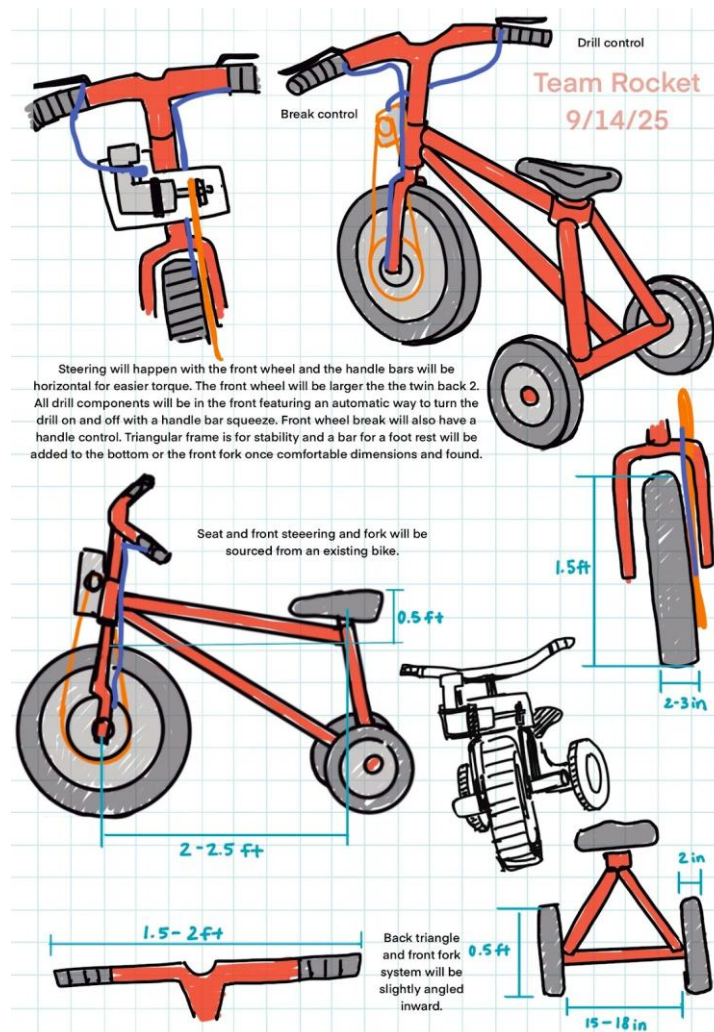 Drill control
Team Rocket
9/14/25
Break control
Steering will happen with the front wheel and the handle bars will be
horizontal for easier torque. The front wheel will be larger the the twin back 2.
All drill components will be in the front featuring an automatic way to turn the
drill on and off with a handle bar squeeze. Front wheel break will also have a
handle control. Triangular frame is for stability and a bar for a foot rest will be
added to the bottom or the front fork once comfortable dimensions and found.
Seat and front steeering and fork will be
sourced from an existing bike.
1.5ft
0.5 ft
2-3 in
2-2.5 ft
2 in
1.5-2ft
Back triangle
and front fork
system will be
slightly angled
inward.
0.5ft
15-18 in